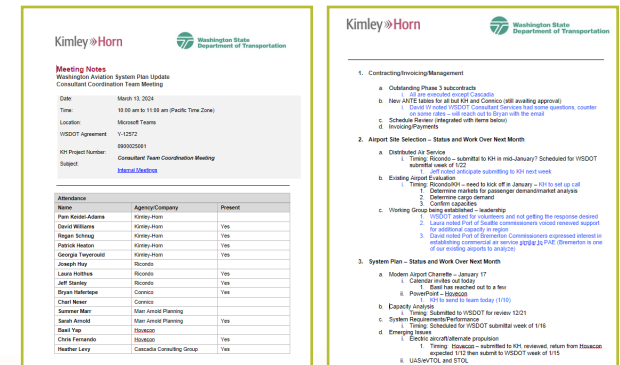 Kimley»Horn
Washington State
Department of Transportation
Meeting Notes
Washington Aviation System Plan Update
Consultant Coordination Team Meeting
Date: March 13, 2024
Time: 10:00 am to 11:00 am (Pacific Time Zone)
Location: Microsoft Teams
WSDOT Agreement Y-12572
KH Project Number: 0900025001
Subject: Consultant Team Coordination Meeting
Internal Meetings
Attendance
Name Agency/Company Present
Pam Keidel-Adams Kimley-Horn
David Williams Kimley-Horn Yes
Regan Schnug Kimley-Horn Yes
Patrick Heaton Kimley-Horn Yes
Georgia Tweyrould Kimley-Horn Yes
Joseph Huy Ricondo
Laura Holthus Ricondo Yes
Jeff Stanley Ricondo Yes
Bryan Hafertepe Connico Yes
Charl Neser Connico
Summer Marr Marr Arnold Planning
Sarah Arnold Marr Arnold Planning Yes
Basil Yap Hovecon
Chris Fernando Hovecon Yes
Heather Levy Cascadia Consulting Group Yes
Kimley»Horn
Washington State
Department of Transportation
1. Contracting/Invoicing/Management
a. Outstanding Phase 3 subcontracts
i. All are executed except Cascadia
b. New ANTE tables for all but KH and Connico (still awaiting approval)
i. David W noted WSDOT Consultant Services had some questions, counter
on some rates – will reach out to Bryan with the email
c. Schedule Review (integrated with items below)
d. Invoicing/Payments
2. Airport Site Selection – Status and Work Over Next Month
a. Distributed Air Service
i. Timing: Ricondo – submittal to KH in mid-January? Scheduled for WSDOT
submittal week of 1/22
1. Jeff noted anticipate submitting to KH next week
b. Existing Airport Evaluation
i. Timing: Ricondo/KH – need to kick off in January – KH to set up call
1. Determine markets for passenger demand/market analysis
2. Determine cargo demand
3. Confirm capacities
c. Working Group being established – leadership
1. WSDOT asked for volunteers and not getting the response desired
2. Laura noted Port of Seattle commissioners voiced renewed support
for additional capacity in region
3. David noted Port of Bremerton Commissioners expressed interest in
establishing commercial air service similar to PAE (Bremerton is one
of our existing airports to analyze)
3. System Plan – Status and Work Over Next Month
a. Modern Airport Charrette – January 17
i. Calendar invites out today
1. Basil has reached out to a few
ii. PowerPoint – Hovecon
1. KH to send to team today (1/10)
b. Capacity Analysis
i. Timing: Submitted to WSDOT for review 12/21
c. System Requirements/Performance
i. Timing: Scheduled for WSDOT submittal week of 1/16
d. Emerging Issues
i. Electric aircraft/alternate propulsion
1. Timing: Hovecon – submitted to KH, reviewed, return from Hovecon
expected 1/12 then submit to WSDOT week of 1/15
ii. UAS/eVTOL and STOL